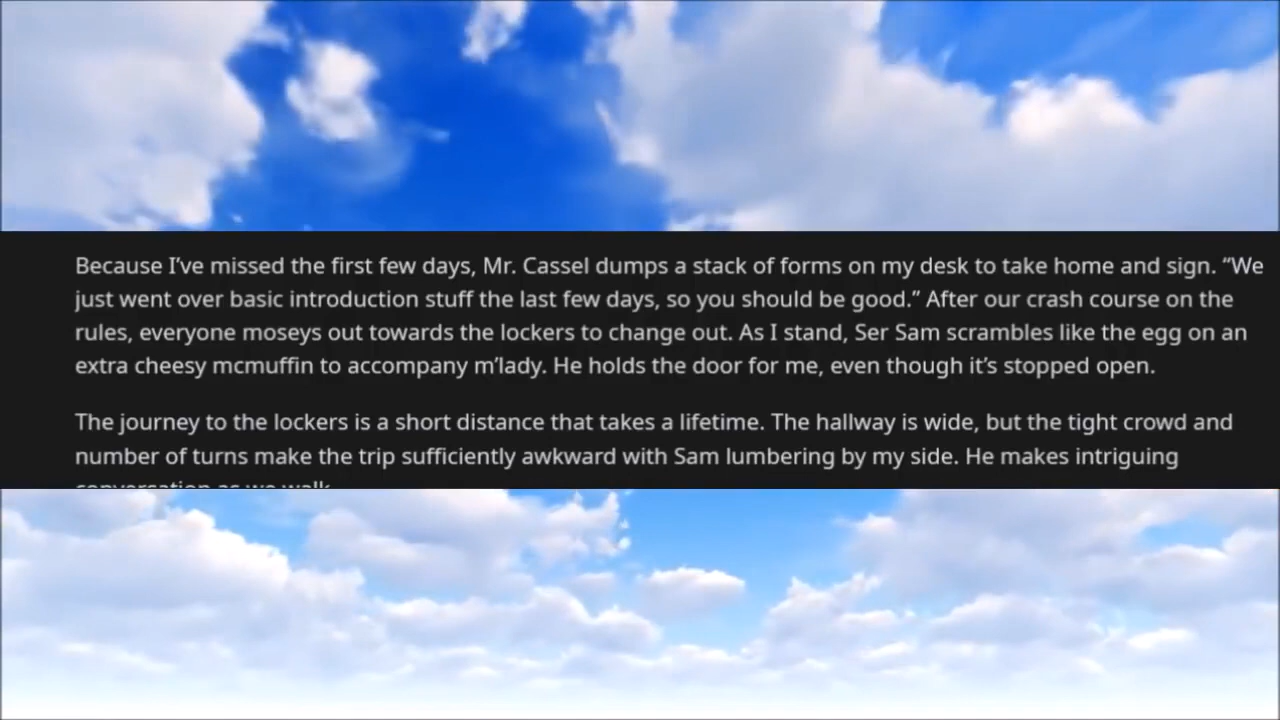 Because I’ve missed the first few days, Mr. Cassel dumps a stack of forms on my desk to take home and sign. “We
just went over basic introduction stuff the last few days, so you should be good.” After our crash course on the
rules, everyone moseys out towards the lockers to change out. As I stand, Ser Sam scrambles like the egg on an
extra cheesy mcmuffin to accompany m’lady. He holds the door for me, even though it’s stopped open.
The journey to the lockers is a short distance that takes a lifetime. The hallway is wide, but the tight crowd and
number of turns make the trip sufficiently awkward with Sam lumbering by my side. He makes intriguing
conversation as we walk